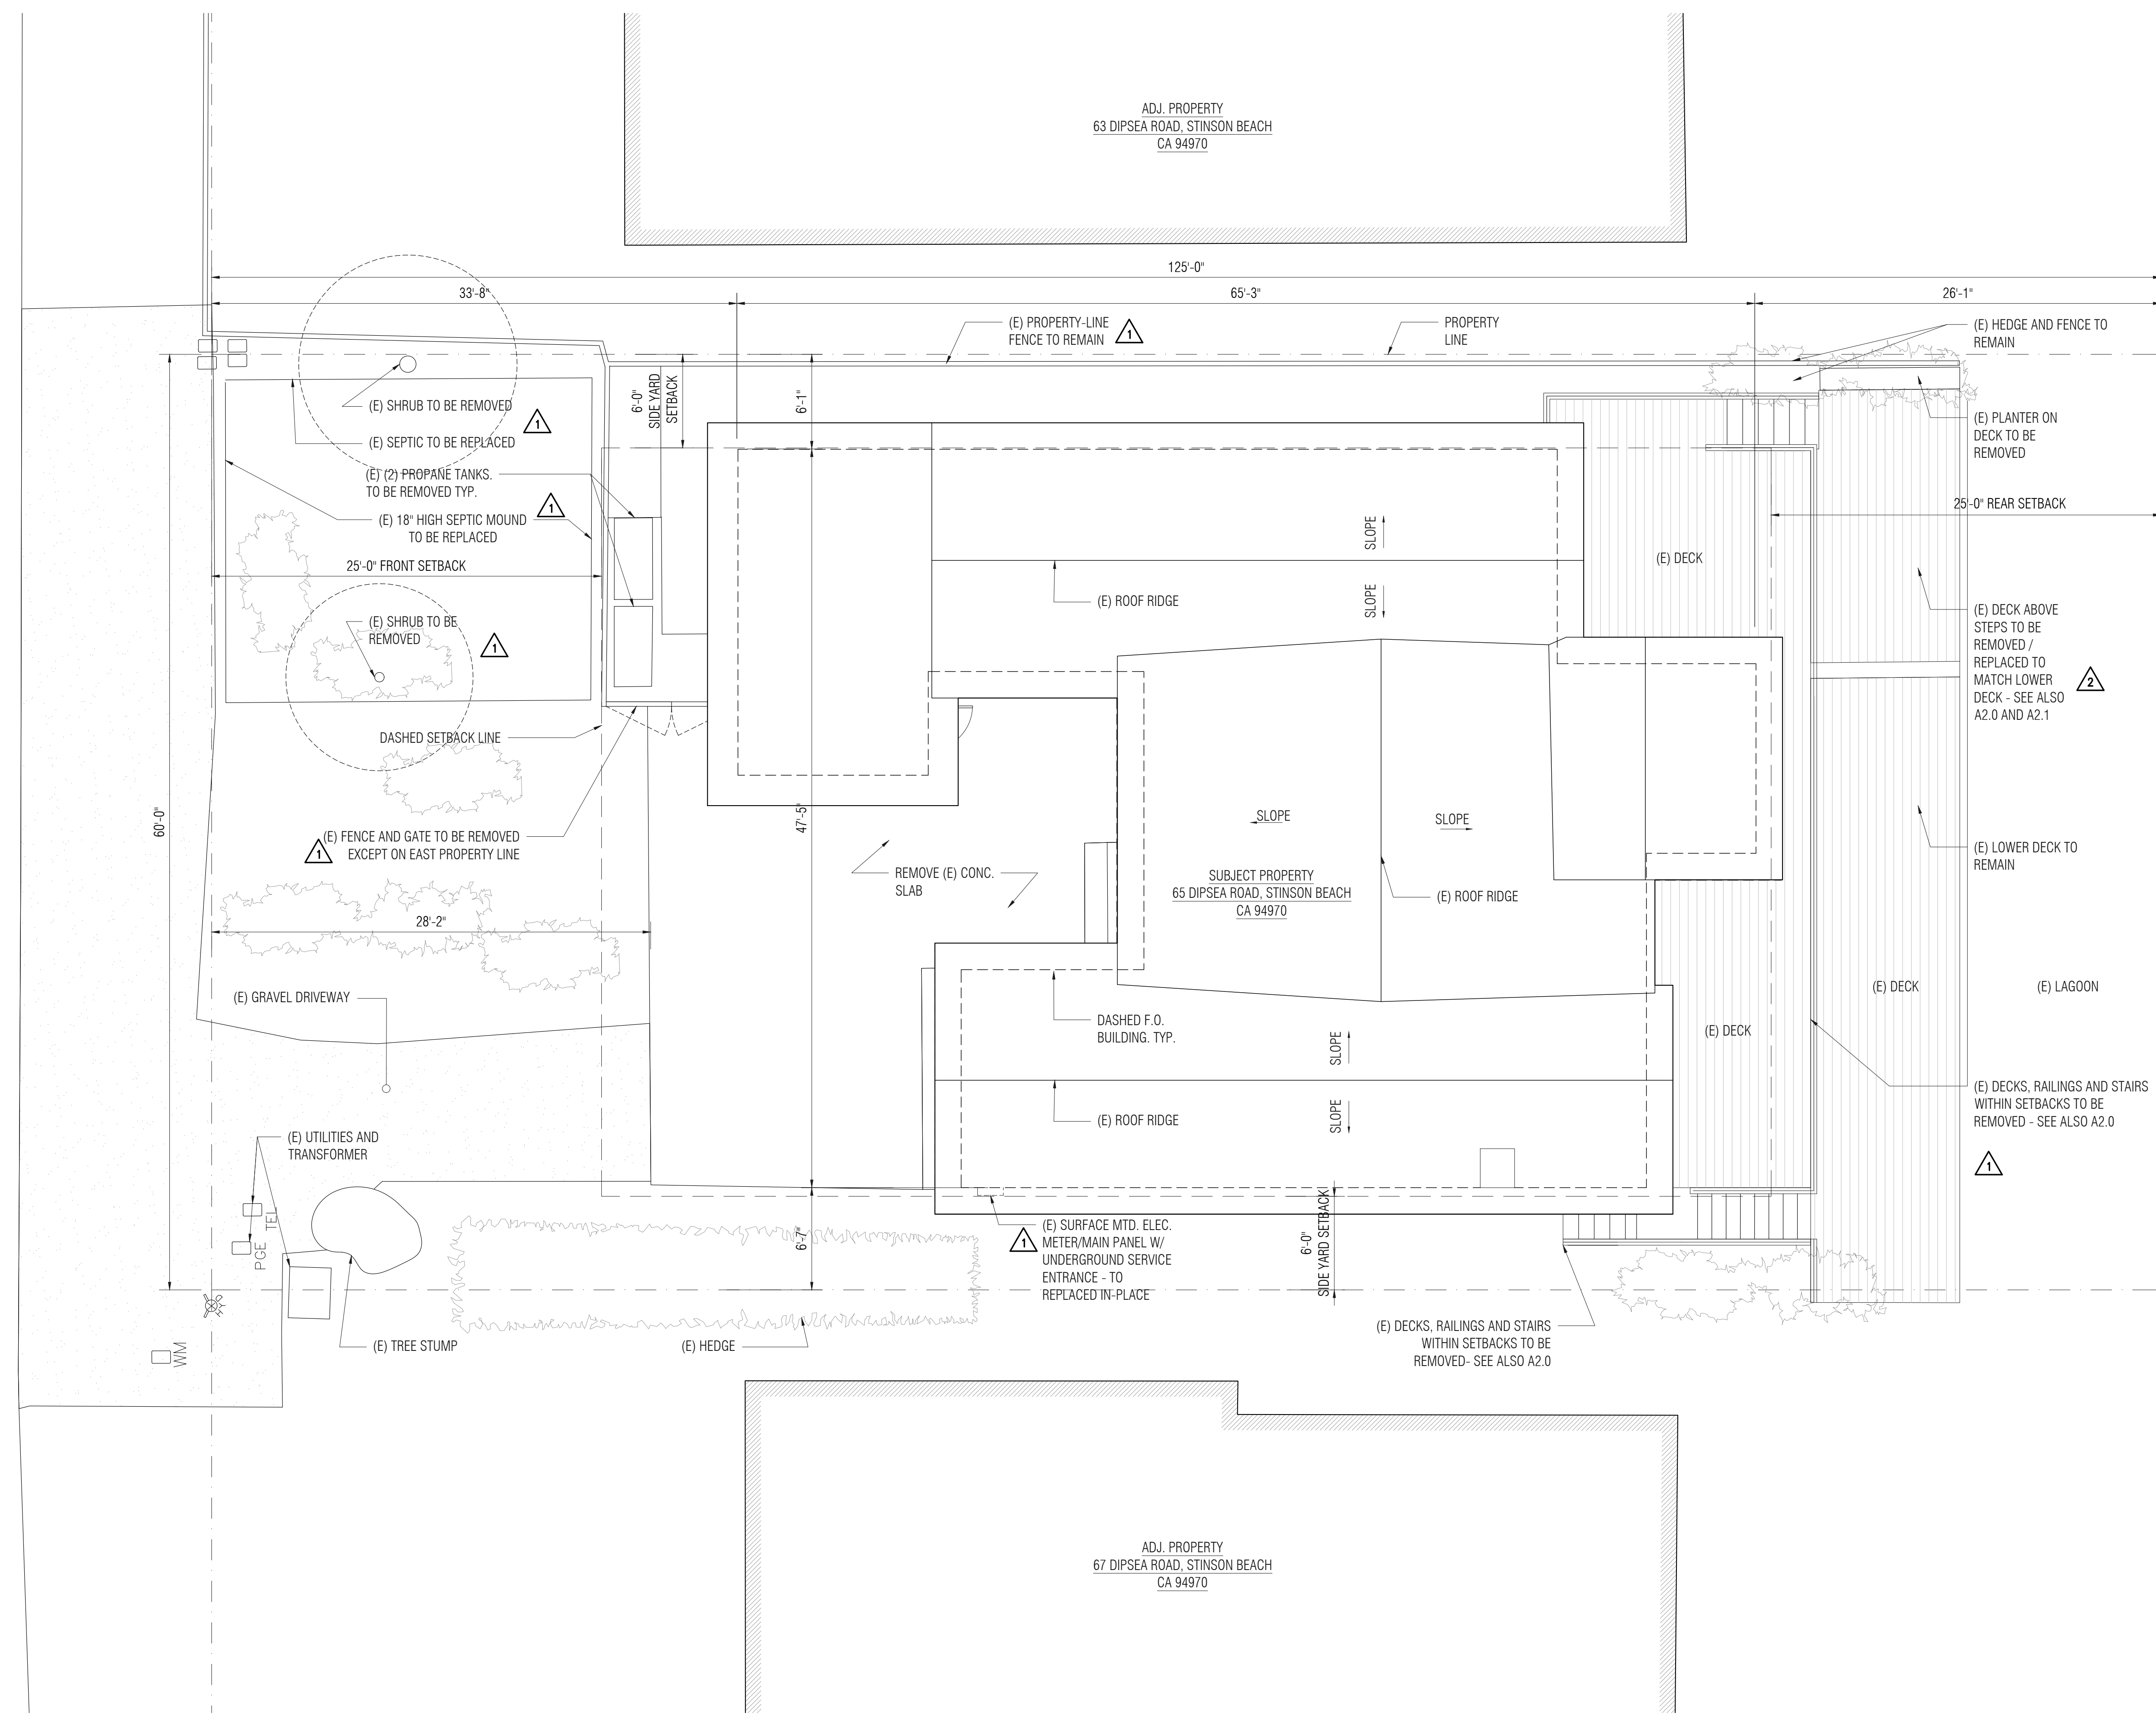 ADJ. PROPERTY
63 DIPSEA ROAD, STINSON BEACH
CA 94970
125'-0"
33'-8"
65'-3"
26'-1"
(E) PROPERTY-LINE
FENCE TO REMAIN
1
PROPERTY
LINE
(E) HEDGE AND FENCE TO
REMAIN
6'-0"
SIDE YARD
SETBACK
6'-1"
(E) SHRUB TO BE REMOVED
1
(E) SEPTIC TO BE REPLACED
(E) (2) PROPANE TANKS.
TO BE REMOVED TYP.
1
(E) 18" HIGH SEPTIC MOUND
TO BE REPLACED
25'-0" FRONT SETBACK
(E) SHRUB TO BE
REMOVED
1
DASHED SETBACK LINE
(E) PLANTER ON
DECK TO BE
REMOVED
25'-0" REAR SETBACK
SLOPE
SLOPE
(E) DECK
(E) ROOF RIDGE
(E) DECK ABOVE
STEPS TO BE
REMOVED /
REPLACED TO
MATCH LOWER
DECK - SEE ALSO
A2.0 AND A2.1
2
60'-0"
47'-5"
(E) FENCE AND GATE TO BE REMOVED
EXCEPT ON EAST PROPERTY LINE
1
SLOPE
SLOPE
REMOVE (E) CONC.
SLAB
SUBJECT PROPERTY
65 DIPSEA ROAD, STINSON BEACH
CA 94970
(E) ROOF RIDGE
(E) LOWER DECK TO
REMAIN
28'-2"
(E) GRAVEL DRIVEWAY
DASHED F.O.
BUILDING. TYP.
SLOPE
SLOPE
(E) ROOF RIDGE
(E) DECK
(E) DECK
(E) LAGOON
(E) DECKS, RAILINGS AND STAIRS
WITHIN SETBACKS TO BE
REMOVED - SEE ALSO A2.0
1
(E) UTILITIES AND
TRANSFORMER
TEL
PGE
HY
WM
6'-7"
(E) SURFACE MTD. ELEC.
METER/MAIN PANEL W/
UNDERGROUND SERVICE
ENTRANCE - TO
REPLACED IN-PLACE
1
6'-0"
SIDE YARD SETBACK
(E) TREE STUMP
(E) HEDGE
(E) DECKS, RAILINGS AND STAIRS
WITHIN SETBACKS TO BE
REMOVED- SEE ALSO A2.0
ADJ. PROPERTY
67 DIPSEA ROAD, STINSON BEACH
CA 94970